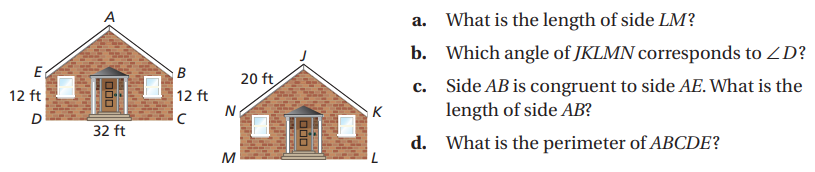 A
E
B
12 ft
12 ft
D
C
32 ft
J
20 ft
N
K
M
L
a. What is the length of side LM?
b. Which angle of JKLMN corresponds to ∠D?
c. Side AB is congruent to side AE. What is the
length of side AB?
d. What is the perimeter of ABCDE?